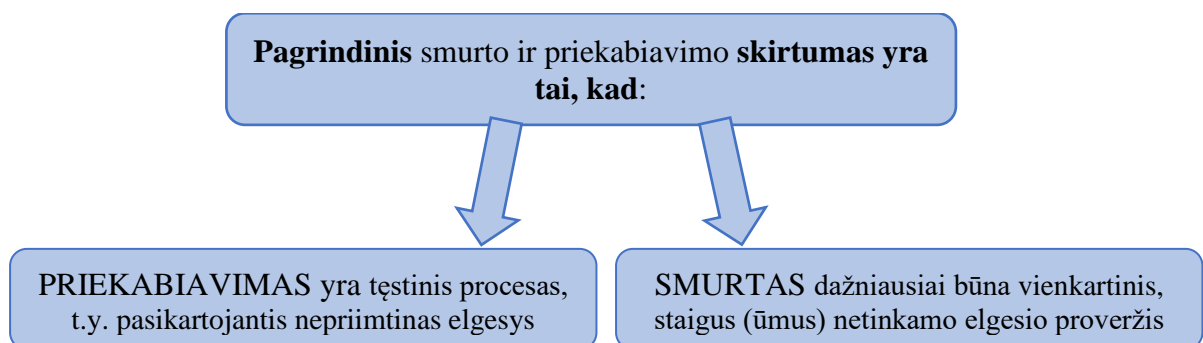 Pagrindinis smurto ir priekabiavimo skirtumas yra
tai, kad:
PRIEKABIAVIMAS yra tęstinis procesas,
t.y. pasikartojantis nepriimtinas elgesys
SMURTAS dažniausiai būna vienkartinis,
staigus (ūmus) netinkamo elgesio proveržis